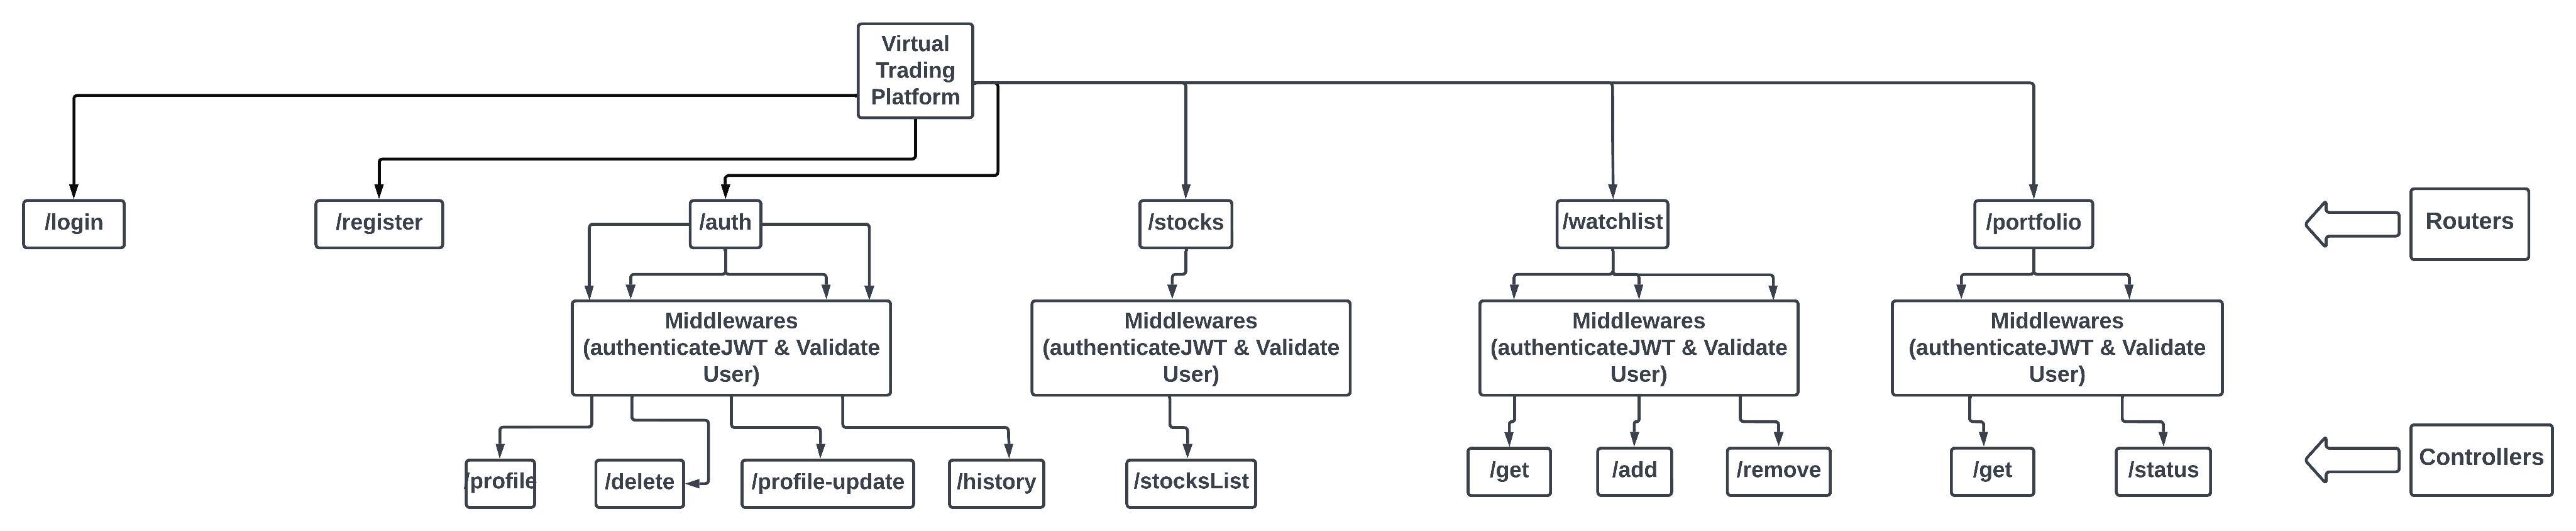 Virtual
Trading
Platform
/login
/register
/auth
/stocks
/watchlist
/portfolio
Routers
Middlewares
(authenticateJWT & Validate
User)
Middlewares
(authenticateJWT & Validate
User)
Middlewares
(authenticateJWT & Validate
User)
Middlewares
(authenticateJWT & Validate
User)
/profile
/delete
/profile-update
/history
/stocksList
/get
/add
/remove
/get
/status
Controllers